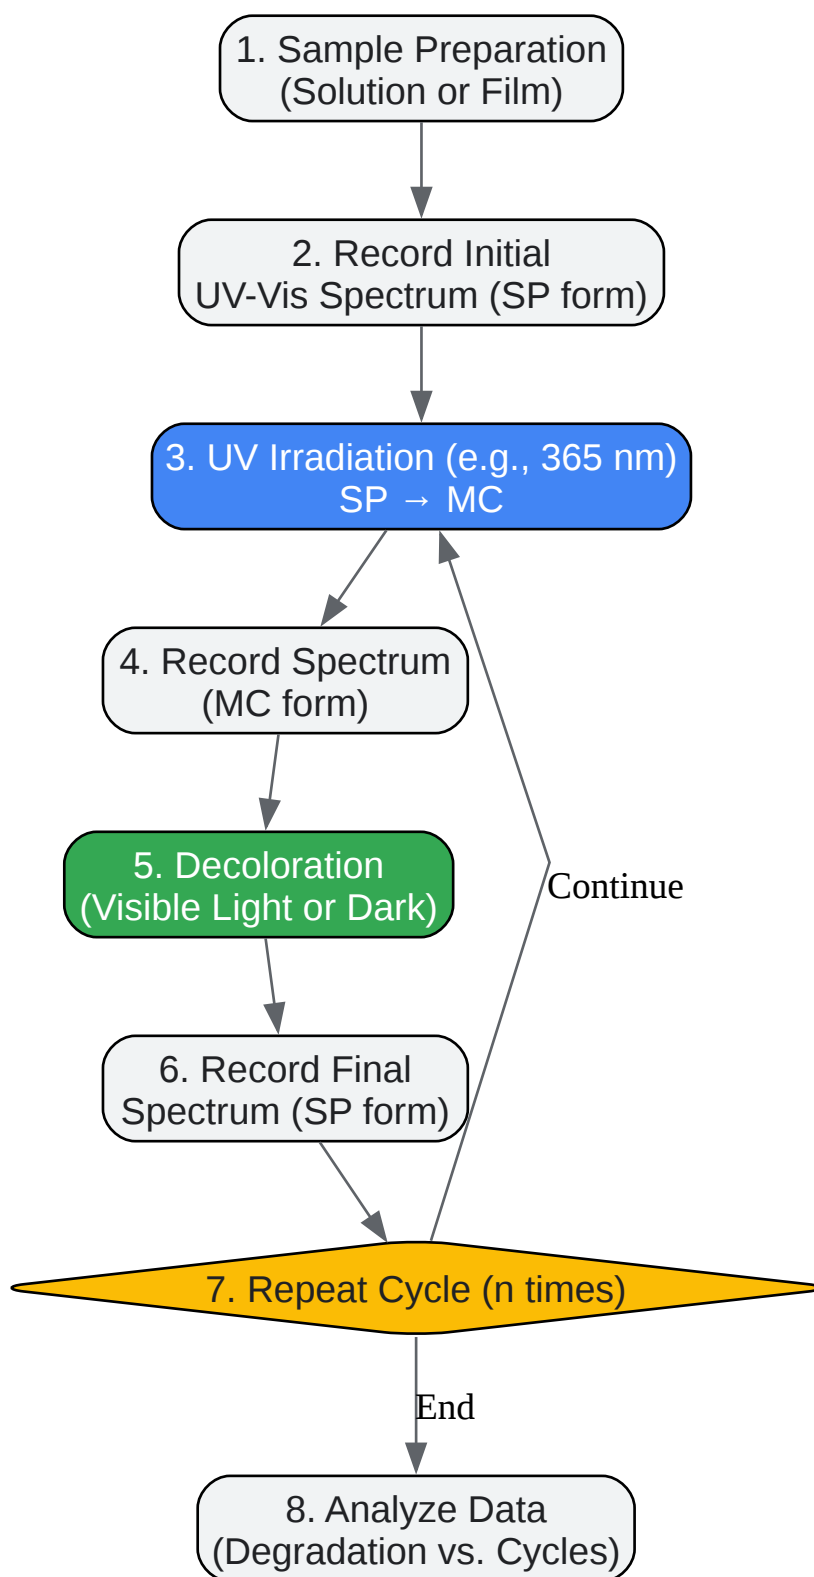 1. Sample Preparation
(Solution or Film)
2. Record Initial
UV-Vis Spectrum (SP form)
3. UV Irradiation (e.g., 365 nm)
SP → MC
4. Record Spectrum
(MC form)
5. Decoloration
(Visible Light or Dark)
Continue
6. Record Final
Spectrum (SP form)
7. Repeat Cycle (n times)
End
8. Analyze Data
(Degradation vs. Cycles)